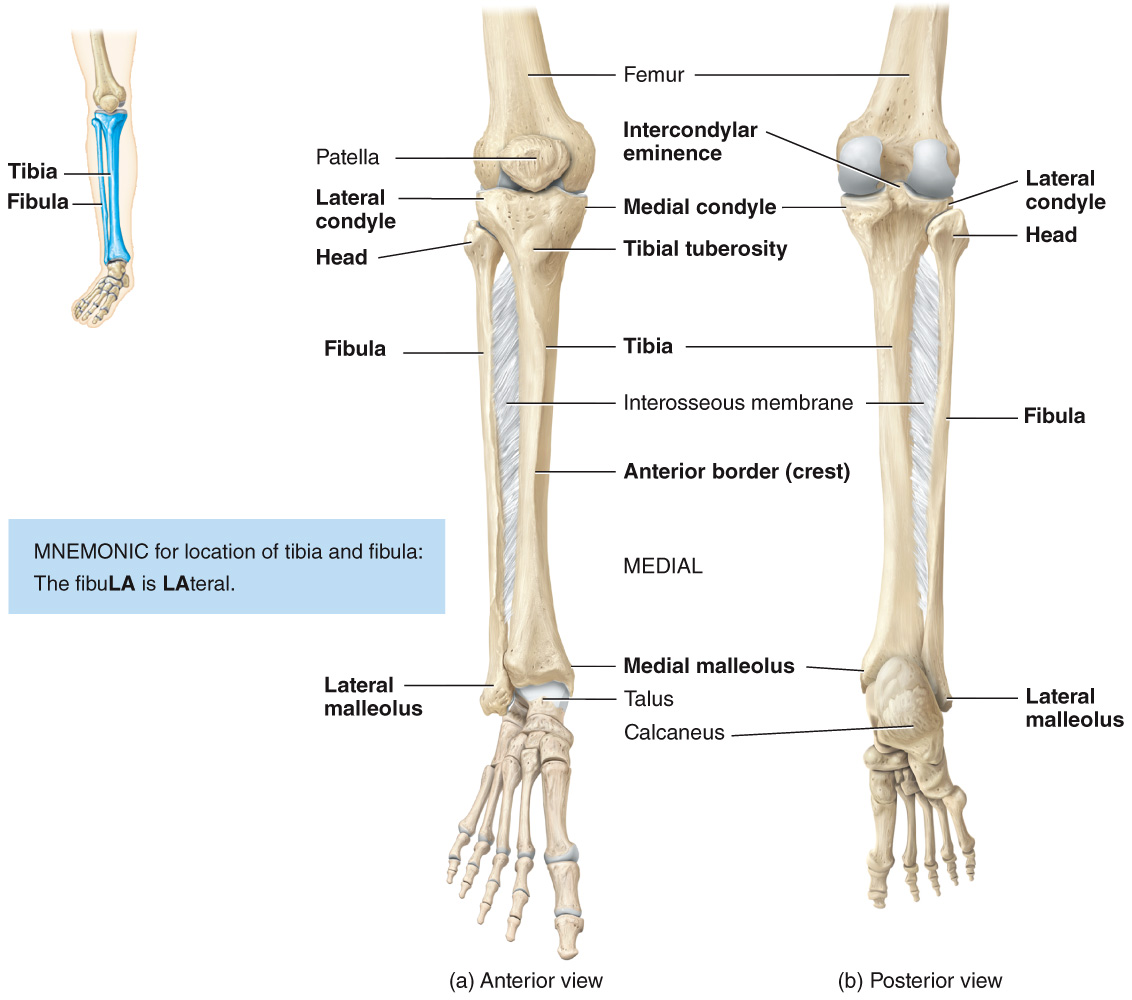 Tibia
Fibula
Femur
Intercondylar
eminence
Patella
Lateral
condyle
Medial condyle
Lateral
condyle
Head
Tibial tuberosity
Head
Fibula
Tibia
Interosseous membrane
Fibula
Anterior border (crest)
MNEMONIC for location of tibia and fibula:
The fibuLA is LAteral.
MEDIAL
Medial malleolus
Lateral
malleolus
Talus
Lateral
malleolus
Calcaneus
(a) Anterior view
(b) Posterior view